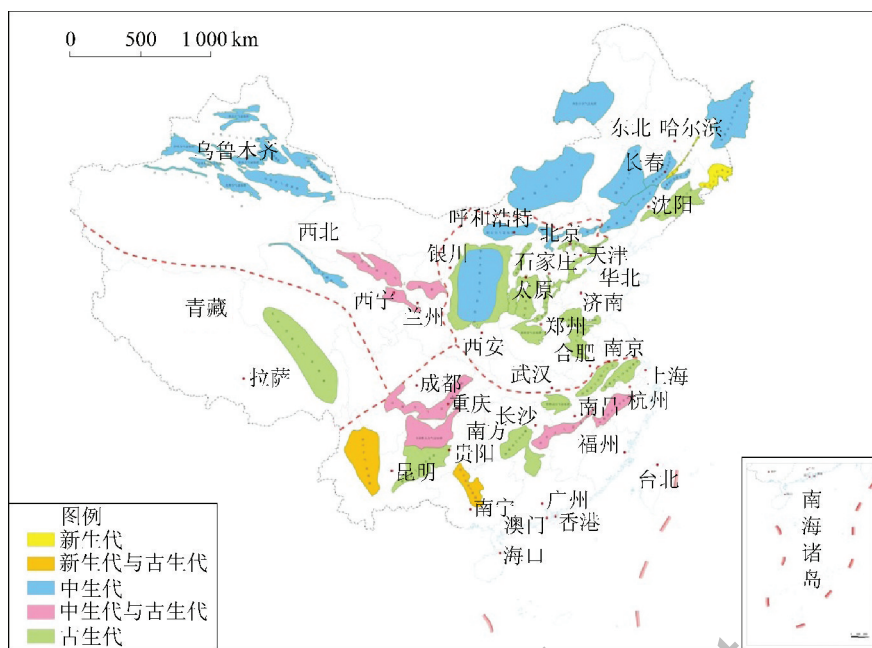 0 500 1 000 km
东北 哈尔滨
乌鲁木齐
长春
沈阳
呼和浩特
北京
西北
银川
天津
石家庄
华北
太原
青藏
西宁
济南
兰州
郑州
西安
合肥 南京
拉萨
武汉
上海
成都
重庆
长沙
杭州
南方
贵阳
福州
昆明
台北
南宁
广州
澳门 香港
海口
南海诸岛
图例
新生代
新生代与古生代
中生代
中生代与古生代
古生代